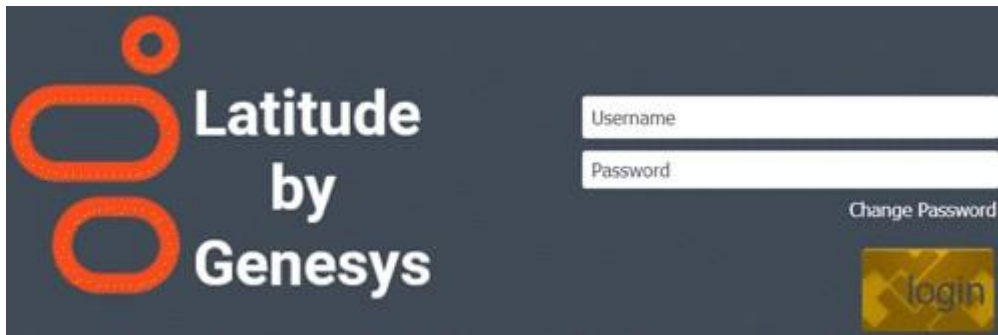 Latitude
by
Genesys
Username
Password
Change Password
login